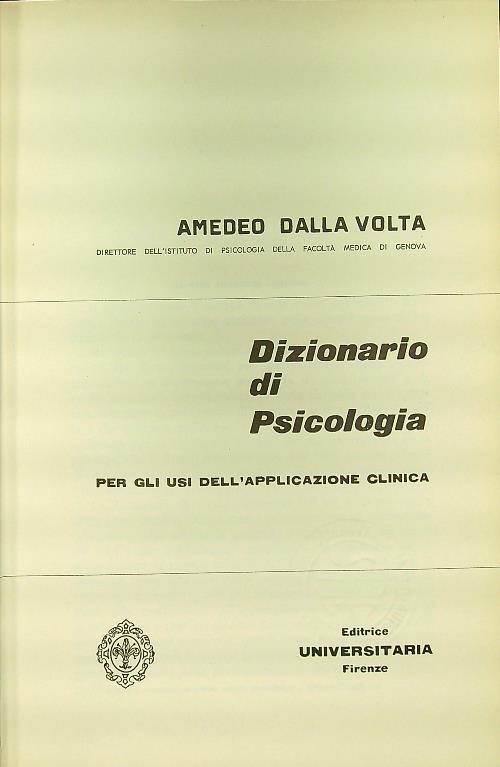 AMEDEO DALLA VOLTA
DIRETTORE DELL'ISTITUTO DI PSICOLOGIA DELLA FACOLTÀ MEDICA DI GENOVA
Dizionario
di
Psicologia
PER GLI USI DELL'APPLICAZIONE CLINICA
Editrice
UNIVERSITARIA
Firenze